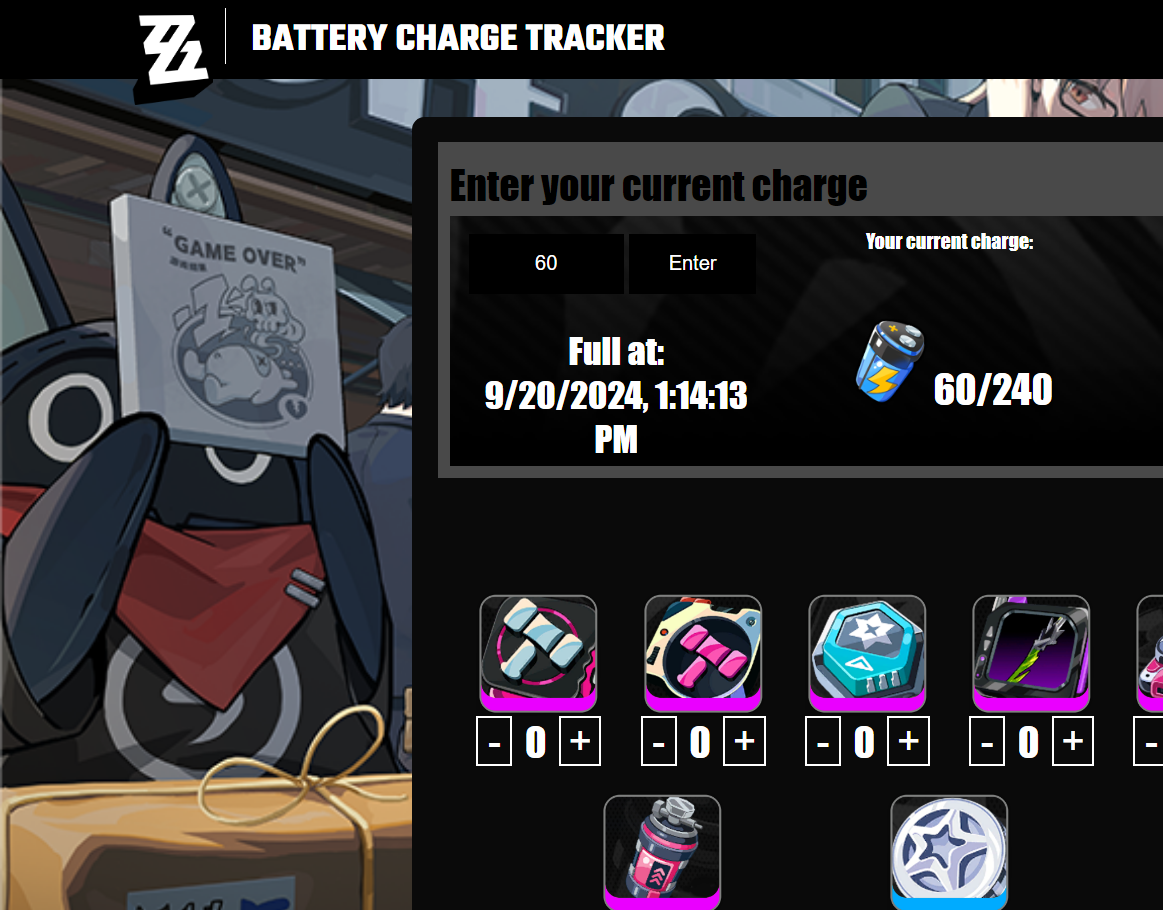 BATTERY CHARGE TRACKER
Enter your current charge
60
Enter
Your current charge:
Full at:
9/20/2024, 1:14:13
PM
60/240
“GAME OVER”
- 0 +
- 0 +
- 0 +
- 0 +
-